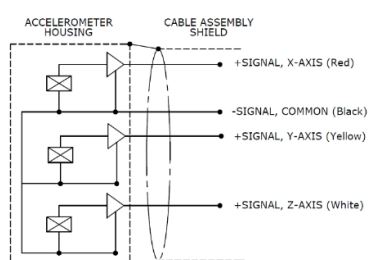 ACCELEROMETER
HOUSING
CABLE ASSEMBLY
SHIELD
+SIGNAL, X-AXIS (Red)
-SIGNAL, COMMON (Black)
+SIGNAL, Y-AXIS (Yellow)
+SIGNAL, Z-AXIS (White)